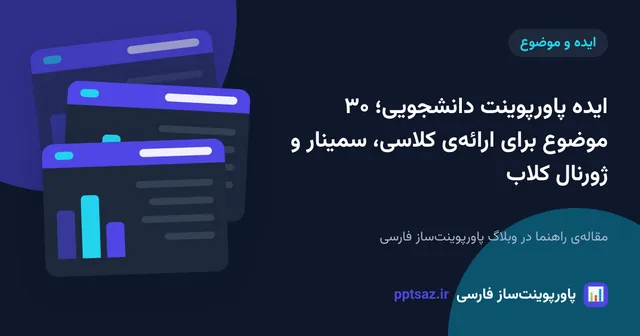 ایده و موضوع
ایده پاورپوینت دانشجویی؛ ۳۰
موضوع برای ارائه‌ی کلاسی، سمینار و
ژورنال کلاب
مقاله‌ی راهنما در وبلاگ پاورپوینت‌ساز فارسی
پاورپوینت‌ساز فارسی pptsaz.ir